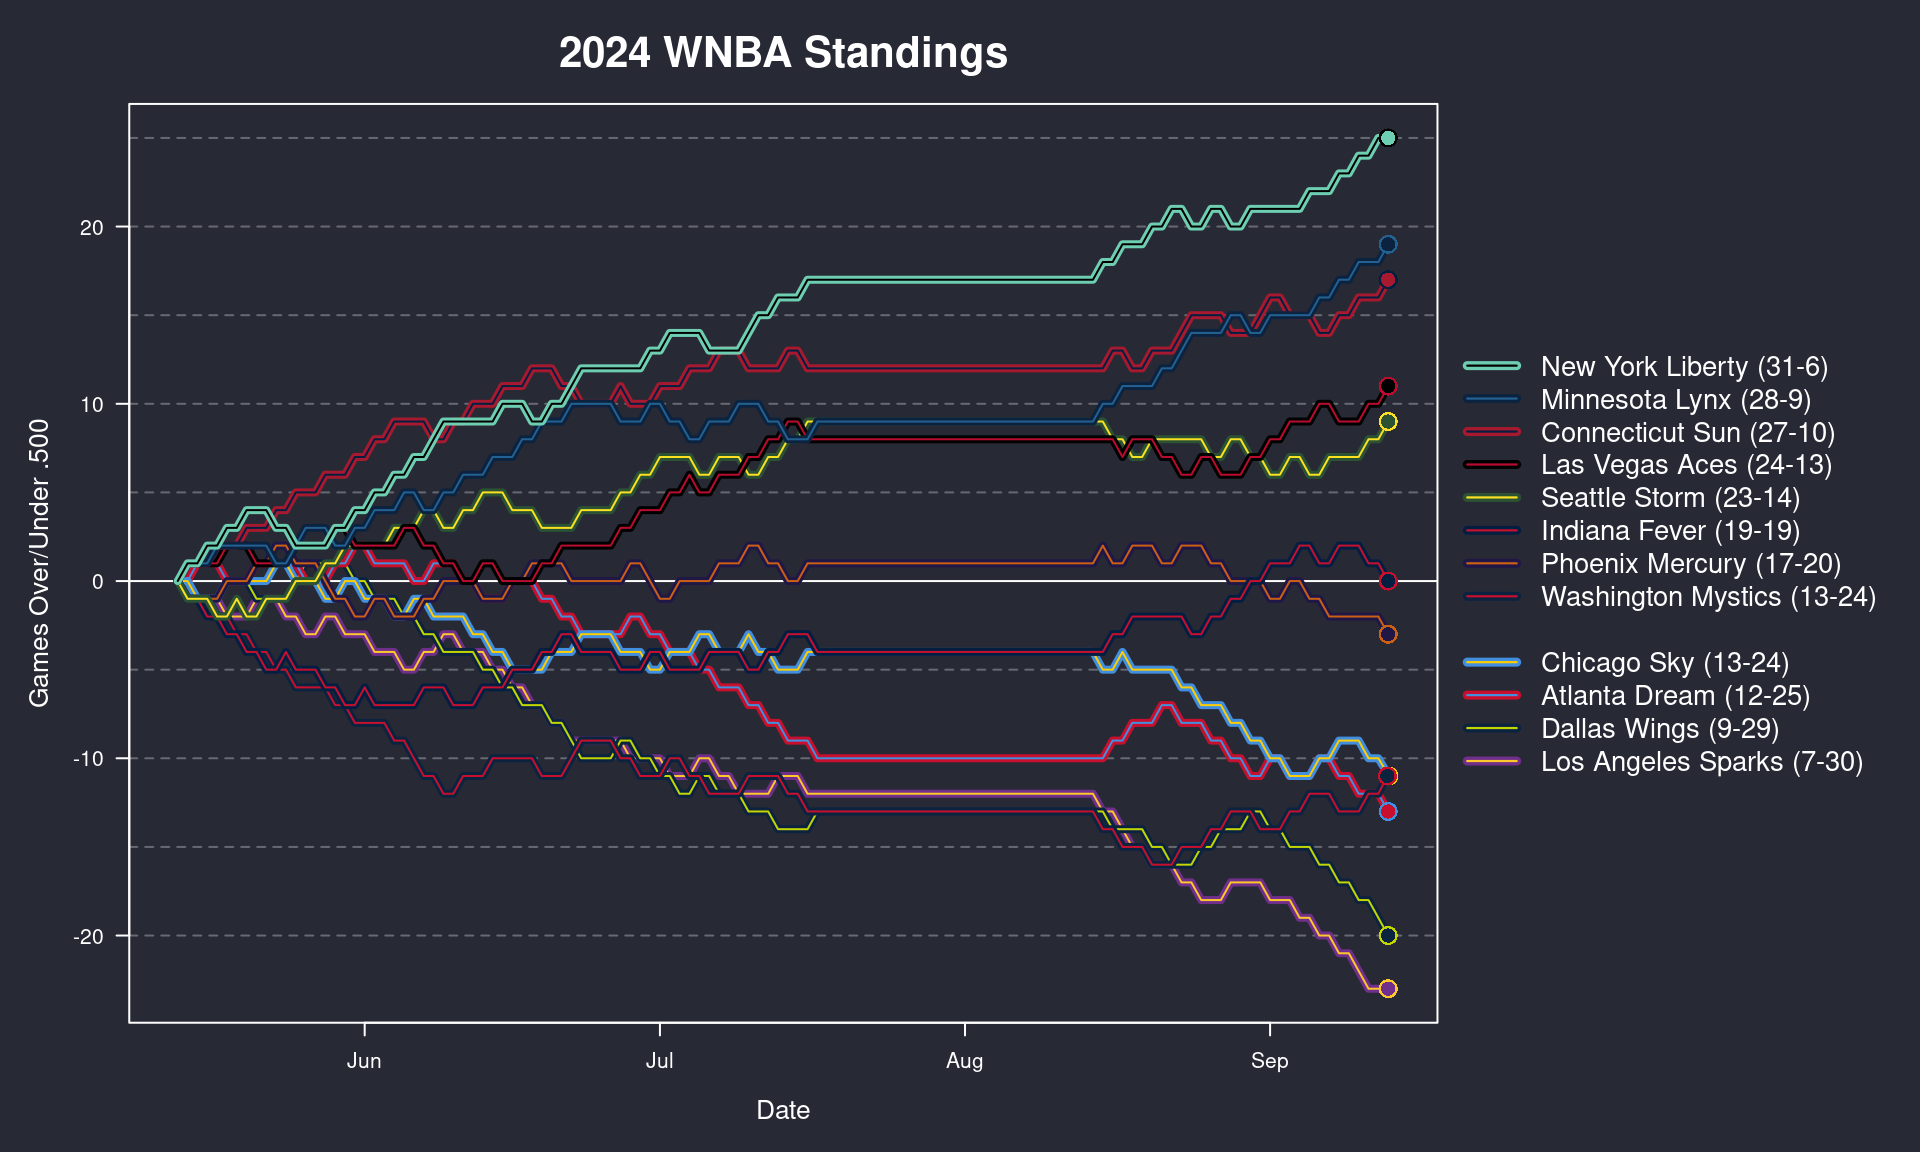 2024 WNBA Standings
Games Over/Under .500
20
10
0
-10
-20
Jun
Jul
Aug
Sep
Date
New York Liberty (31-6)
Minnesota Lynx (28-9)
Connecticut Sun (27-10)
Las Vegas Aces (24-13)
Seattle Storm (23-14)
Indiana Fever (19-19)
Phoenix Mercury (17-20)
Washington Mystics (13-24)
Chicago Sky (13-24)
Atlanta Dream (12-25)
Dallas Wings (9-29)
Los Angeles Sparks (7-30)